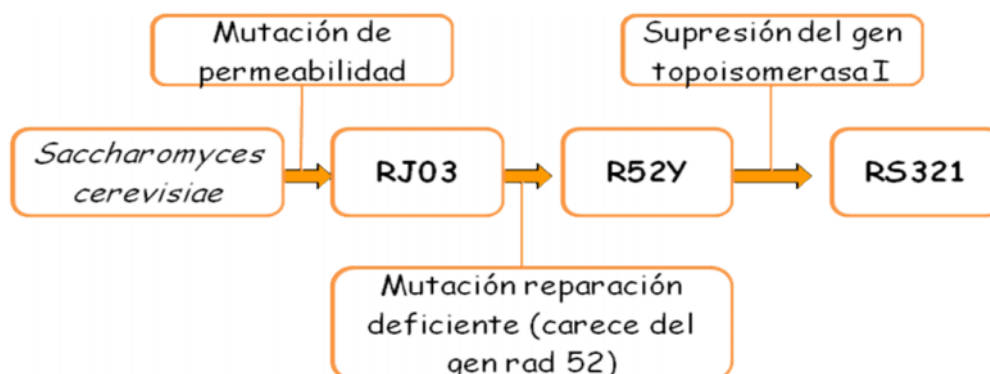 Mutación de
permeabilidad
Supresión del gen
topoisomerasa I
Saccharomyces
cerevisiae
RJ03
R52Y
RS321
Mutación reparación
deficiente (carece del
gen rad 52)